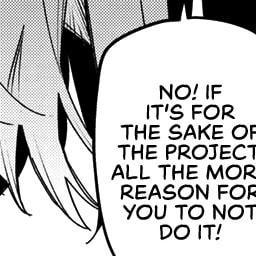 NO! IF
IT'S FOR
THE SAKE OF
THE PROJECT
ALL THE MOR
REASON FOR
YOU TO NOT
DO IT!